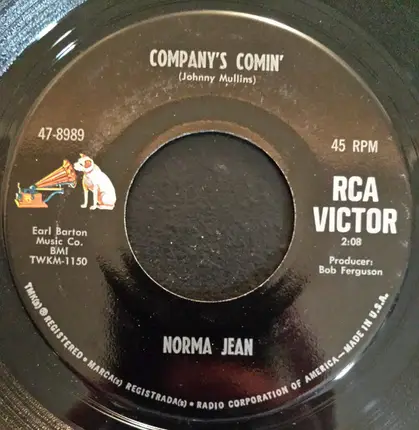 COMPANY'S COMIN'
(Johnny Mullins)
47-8989
45 RPM
RCA
VICTOR
2:08
Earl Barton
Music Co.
BMI
TWKM-1150
Producer:
Bob Ferguson
NORMA JEAN
TMK(s) ® REGISTERED • MARCA(s) REGISTRADA(s) • RADIO CORPORATION OF AMERICA—MADE IN U.S.A.